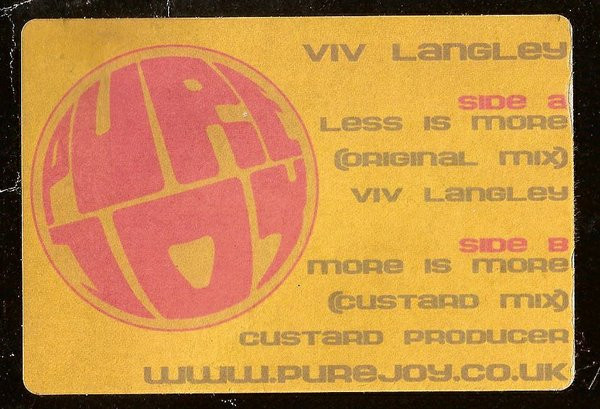 PURE
JOY
VIV LANGLEY
SIDE A
LESS IS MORE
(ORIGINAL MIX)
VIV LANGLEY
SIDE B
MORE IS MORE
(CUSTARD MIX)
CUSTARD PRODUCER
WWW.PUREJOY.CO.UK